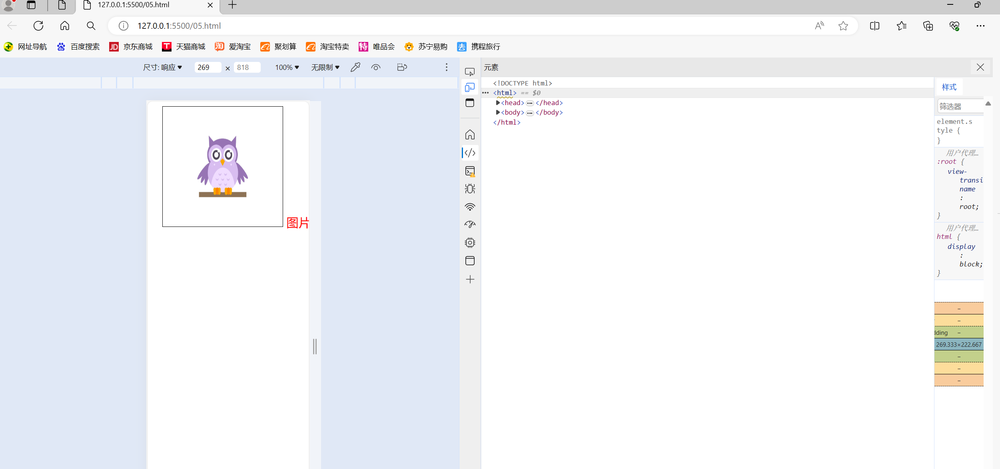 127.0.0.1:5500/05.html
127.0.0.1:5500/05.html
网址导航 百度搜索 京东商城 天猫商城 爱淘宝 聚划算 淘宝特卖 唯品会 苏宁易购 携程旅行
尺寸: 响应 269 × 818 100% 无限制
元素
<!DOCTYPE html>
<html> == $0
<head>…</head>
<body>…</body>
</html>
图片
样式
筛选器
element.s
tyle {
}
用户代理…
:root {
view-
transi
name
:
root;
}
用户代理…
html {
display
:
block;
}
-
-
dding -
269.333×222.667
-
-
-